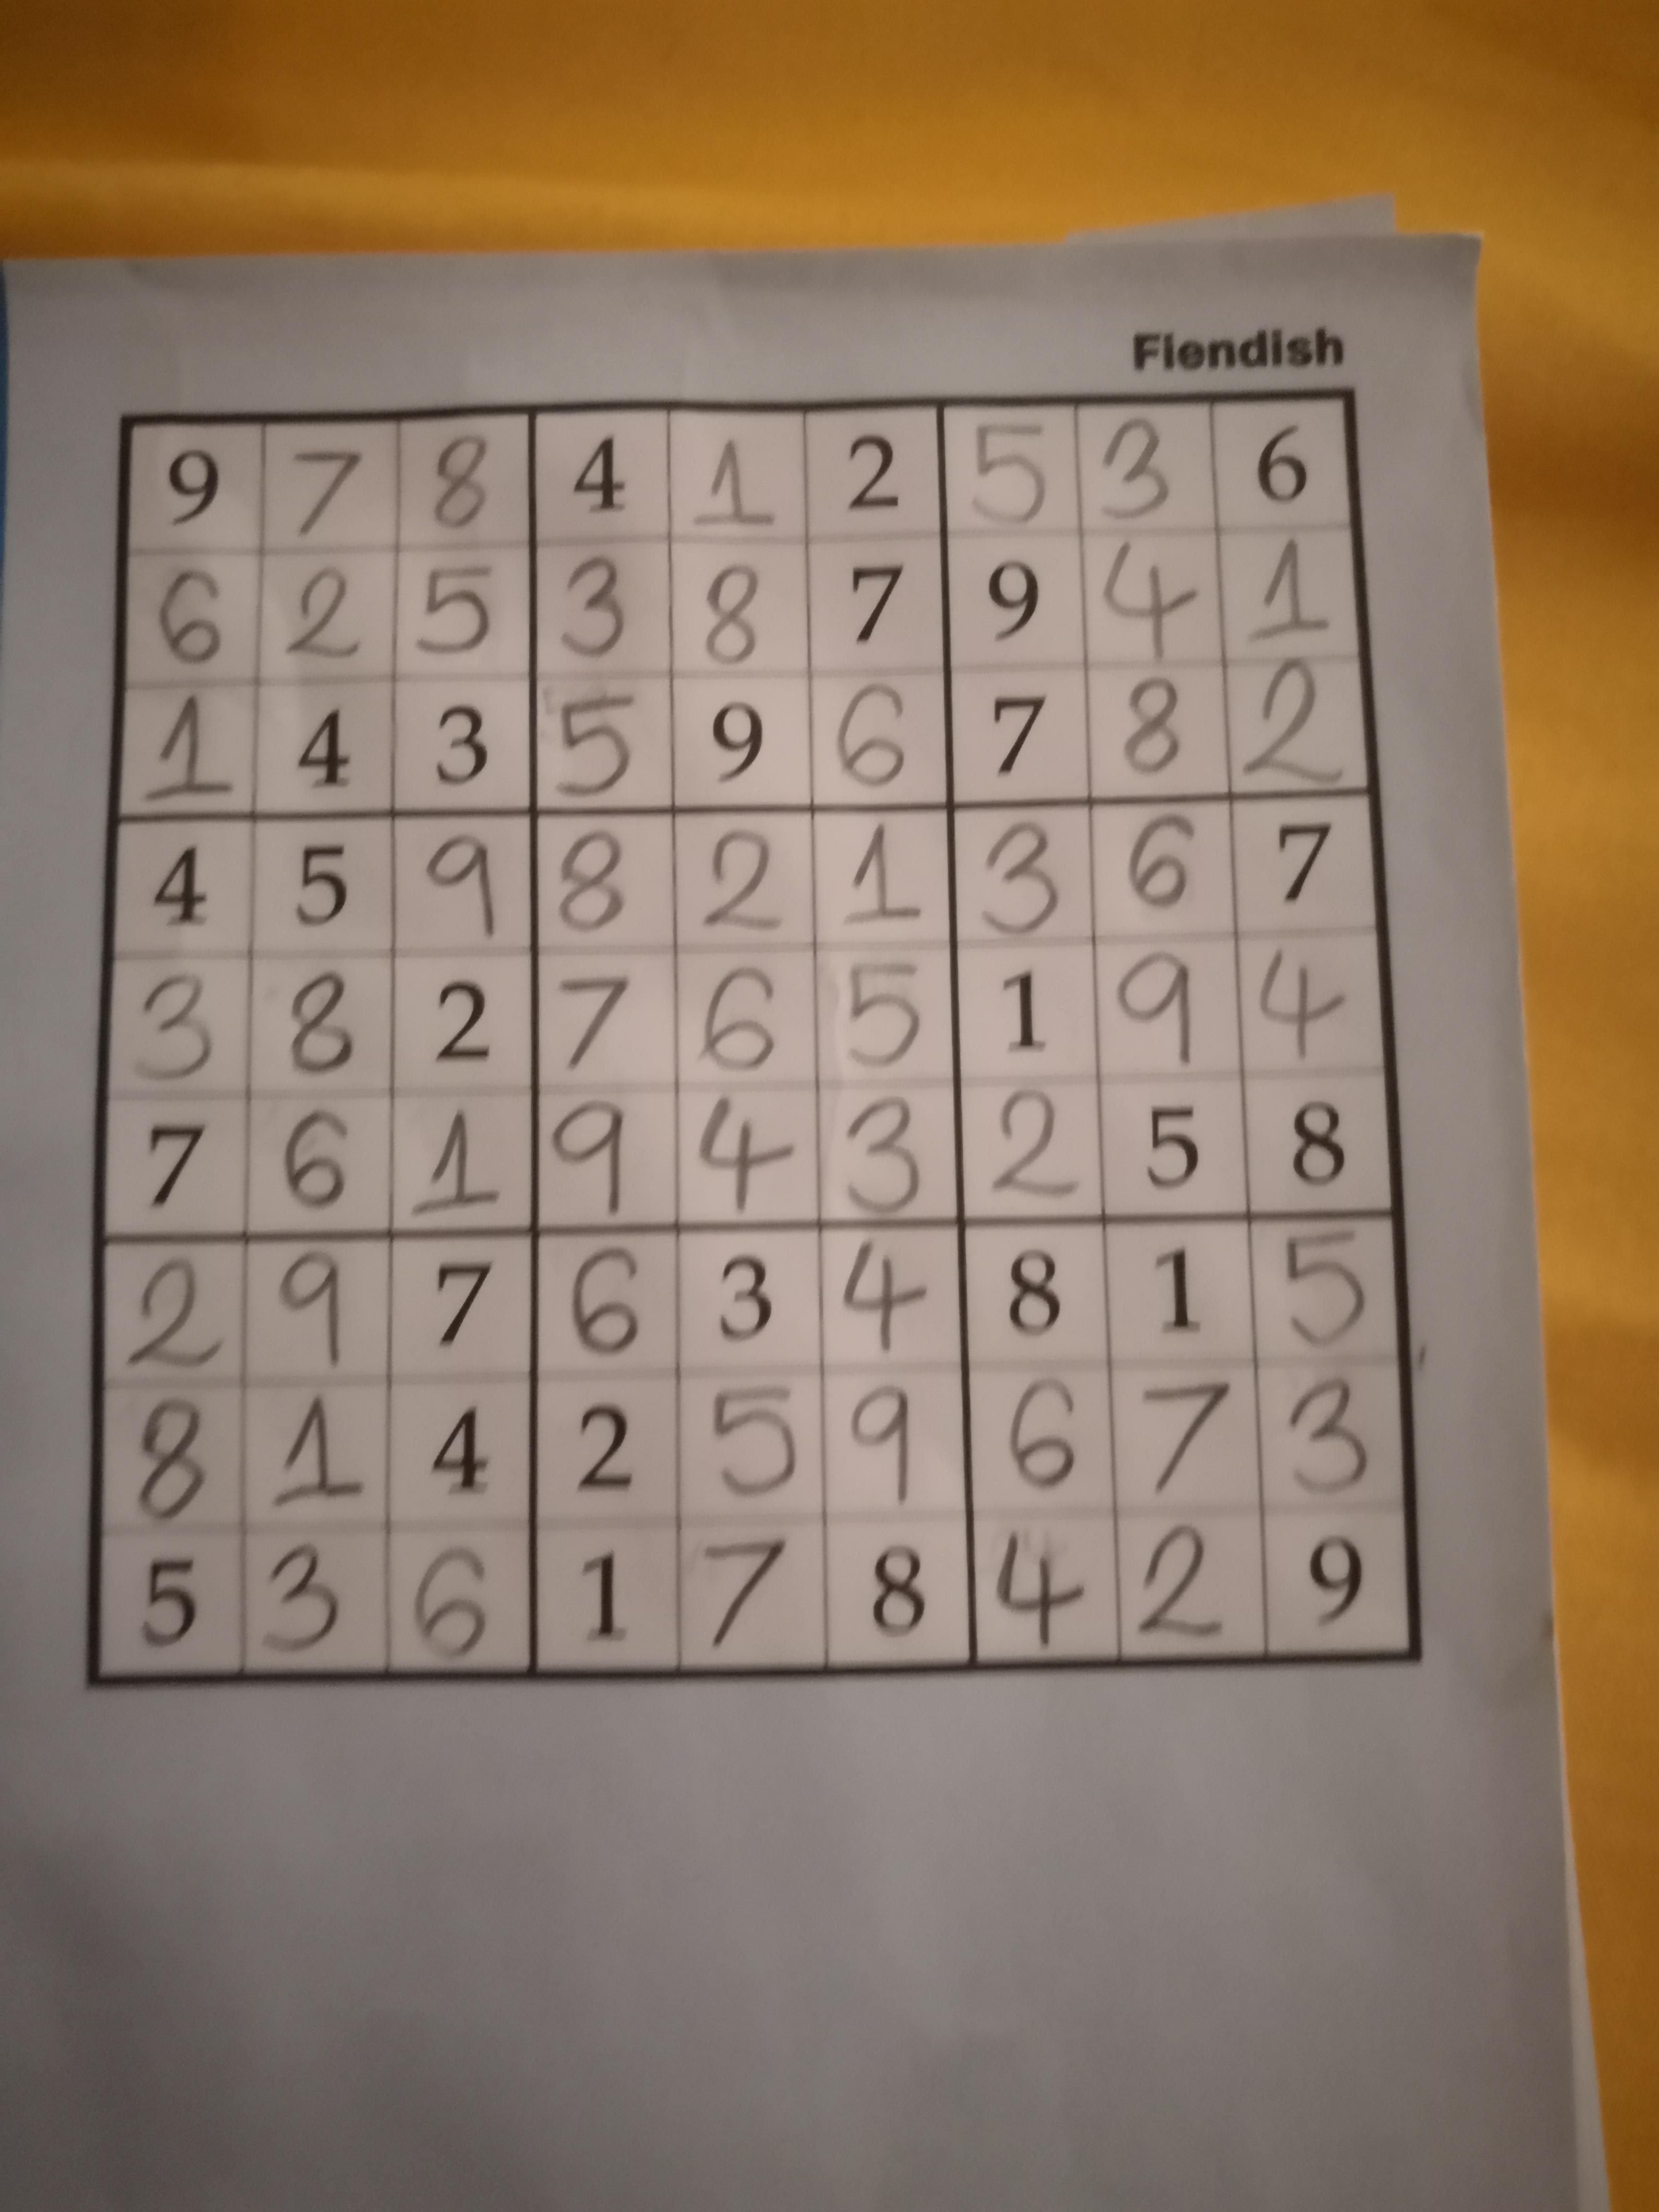 Fiendish
9 7 8 4 1 2 5 3 6
6 2 5 3 8 7 9 4 1
1 4 3 5 9 6 7 8 2
4 5 9 8 2 1 3 6 7
3 8 2 7 6 5 1 9 4
7 6 1 9 4 3 2 5 8
2 9 7 6 3 4 8 1 5
8 1 4 2 5 9 6 7 3
5 3 6 1 7 8 4 2 9